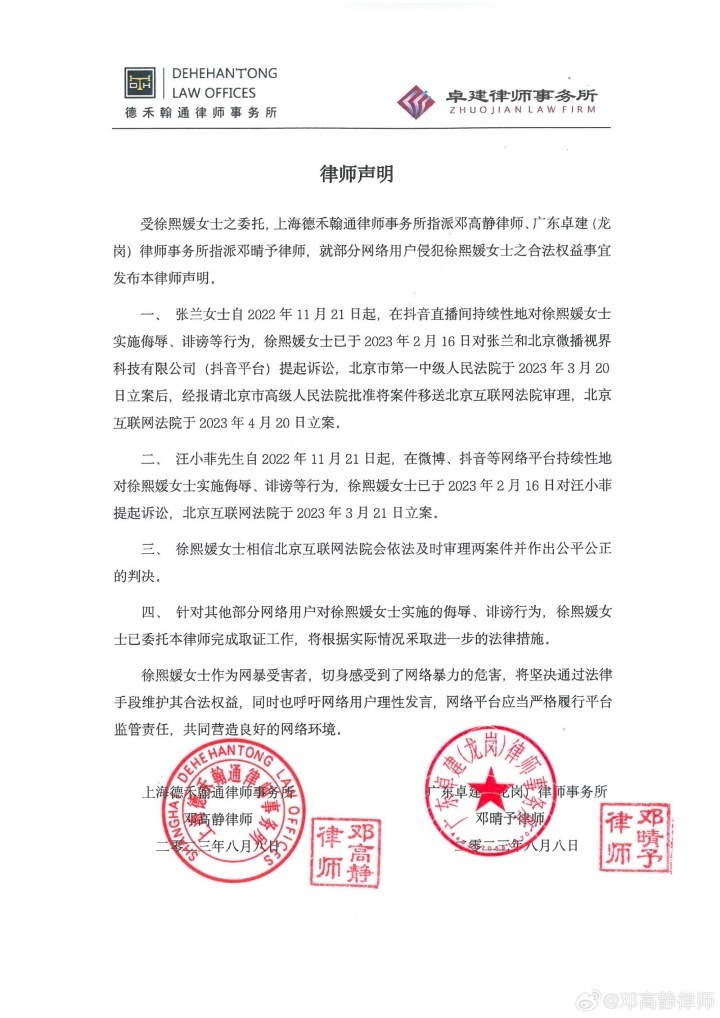 DEHEHANTONG
LAW OFFICES
德禾翰通律师事务所
卓建律师事务所
ZHUOJIAN LAW FIRM
律师声明
受徐熙媛女士之委托，上海德禾翰通律师事务所指派邓高静律师、广东卓建（龙
岗）律师事务所指派邓晴予律师，就部分网络用户侵犯徐熙媛女士之合法权益事宜
发布本律师声明。
一、 张兰女士自 2022 年 11 月 21 日起，在抖音直播间持续性地对徐熙媛女士
实施侮辱、诽谤等行为，徐熙媛女士已于 2023 年 2 月 16 日对张兰和北京微播视界
科技有限公司（抖音平台）提起诉讼，北京市第一中级人民法院于 2023 年 3 月 20
日立案后，经报请北京市高级人民法院批准将案件移送北京互联网法院审理，北京
互联网法院于 2023 年 4 月 20 日立案。
二、 汪小菲先生自 2022 年 11 月 21 日起，在微博、抖音等网络平台持续性地
对徐熙媛女士实施侮辱、诽谤等行为，徐熙媛女士已于 2023 年 2 月 16 日对汪小菲
提起诉讼，北京互联网法院于 2023 年 3 月 21 日立案。
三、 徐熙媛女士相信北京互联网法院会依法及时审理两案件并作出公平公正
的判决。
四、 针对其他部分网络用户对徐熙媛女士实施的侮辱、诽谤行为，徐熙媛女
士已委托本律师完成取证工作，将根据实际情况采取进一步的法律措施。
徐熙媛女士作为网暴受害者，切身感受到了网络暴力的危害，将坚决通过法律
手段维护其合法权益，同时也呼吁网络用户理性发言，网络平台应当严格履行平台
监管责任，共同营造良好的网络环境。
上海德禾翰通律师事务所
邓高静律师
二〇二三年八月八日
SHANGHAI DEHEHANTONG LAW OFFICES
上海德禾翰通律师事务所
邓高静
律师
广东卓建（龙岗）律师事务所
邓晴予律师
二〇二三年八月八日
广东卓建(龙岗)律师事务所
邓晴予
律师
@邓高静律师